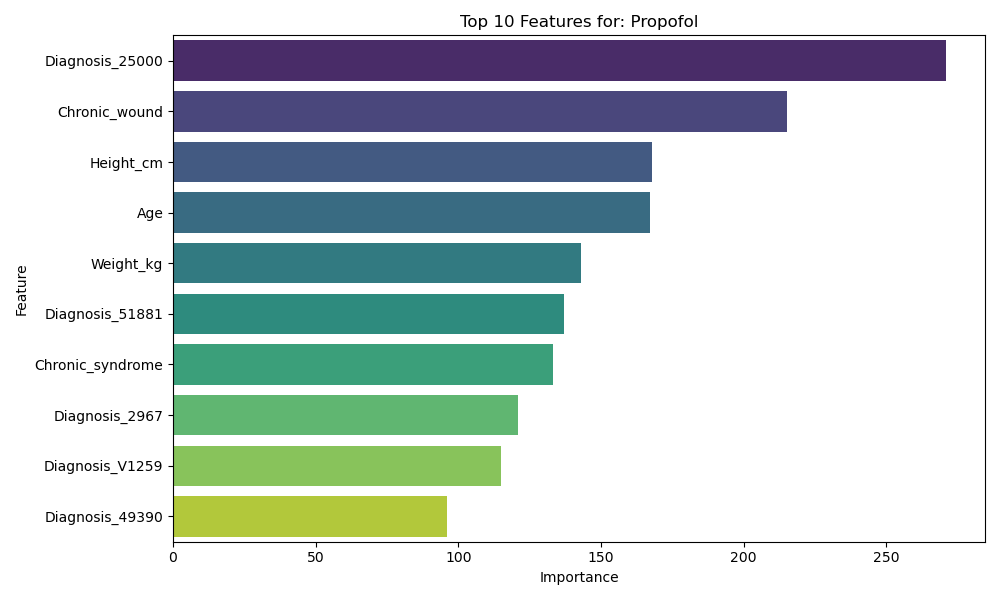 Top 10 Features for: Propofol
Diagnosis_25000
Chronic_wound
Height_cm
Age
Weight_kg
Diagnosis_51881
Chronic_syndrome
Diagnosis_2967
Diagnosis_V1259
Diagnosis_49390
Feature
0 50 100 150 200 250
Importance